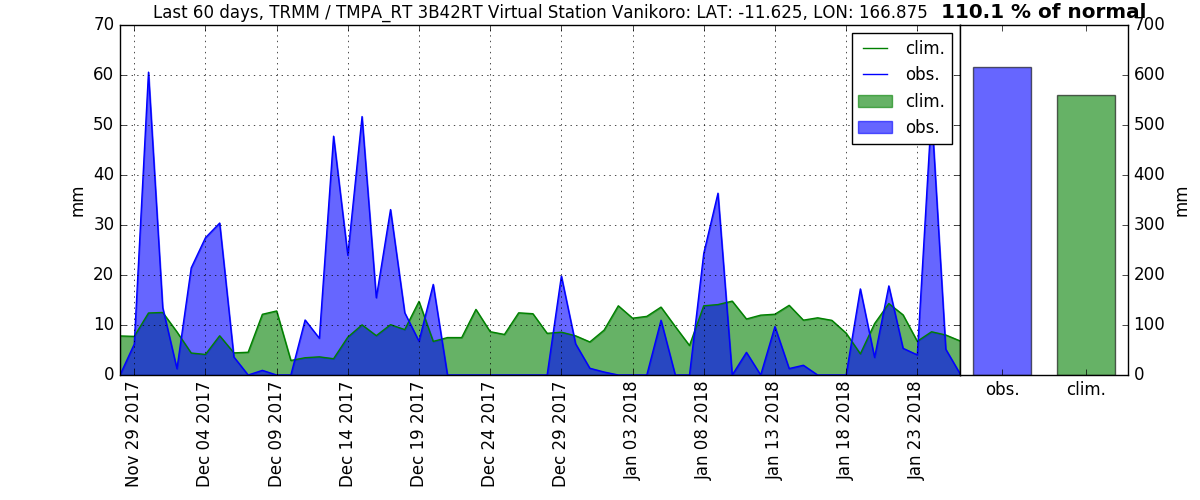 Last 60 days, TRMM / TMPA_RT 3B42RT Virtual Station Vanikoro: LAT: -11.625, LON: 166.875
110.1 % of normal
70
60
50
40
30
20
10
0
mm
clim.
obs.
clim.
obs.
700
600
500
400
300
200
100
0
mm
Nov 29 2017
Dec 04 2017
Dec 09 2017
Dec 14 2017
Dec 19 2017
Dec 24 2017
Dec 29 2017
Jan 03 2018
Jan 08 2018
Jan 13 2018
Jan 18 2018
Jan 23 2018
obs.
clim.